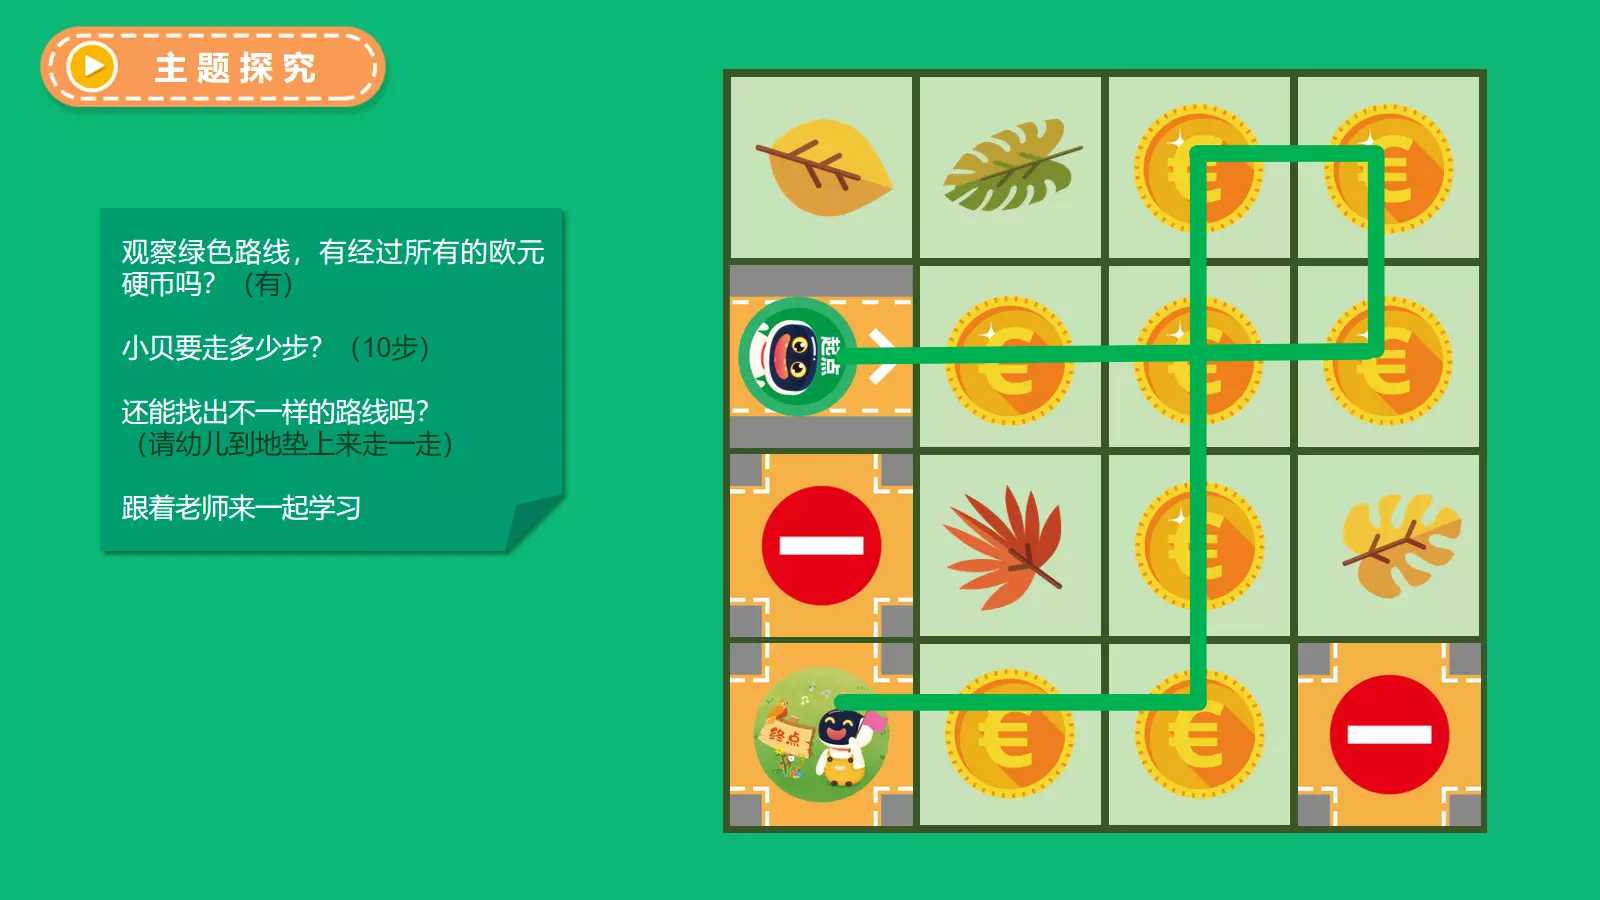 主题探究
观察绿色路线，有经过所有的欧元
硬币吗？（有）
小贝要走多少步？（10步）
还能找出不一样的路线吗？
（请幼儿到地垫上来走一走）
跟着老师来一起学习
起点
终点